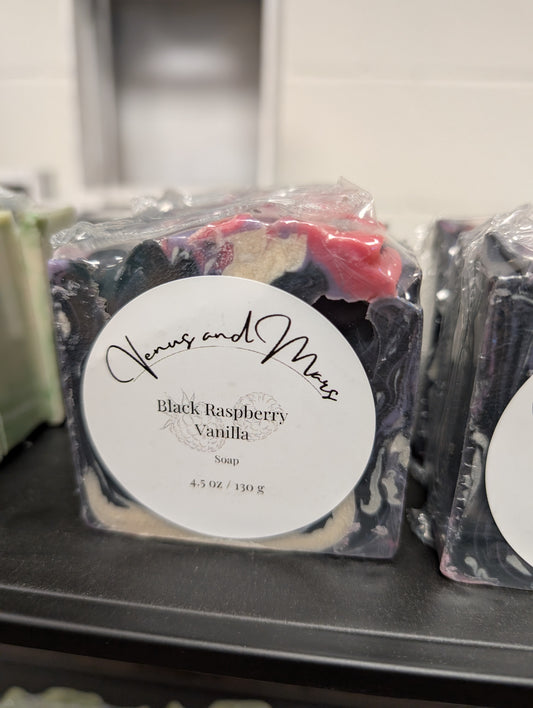 Venus and Mars
Black Raspberry
Vanilla
Soap
4.5 oz / 130 g